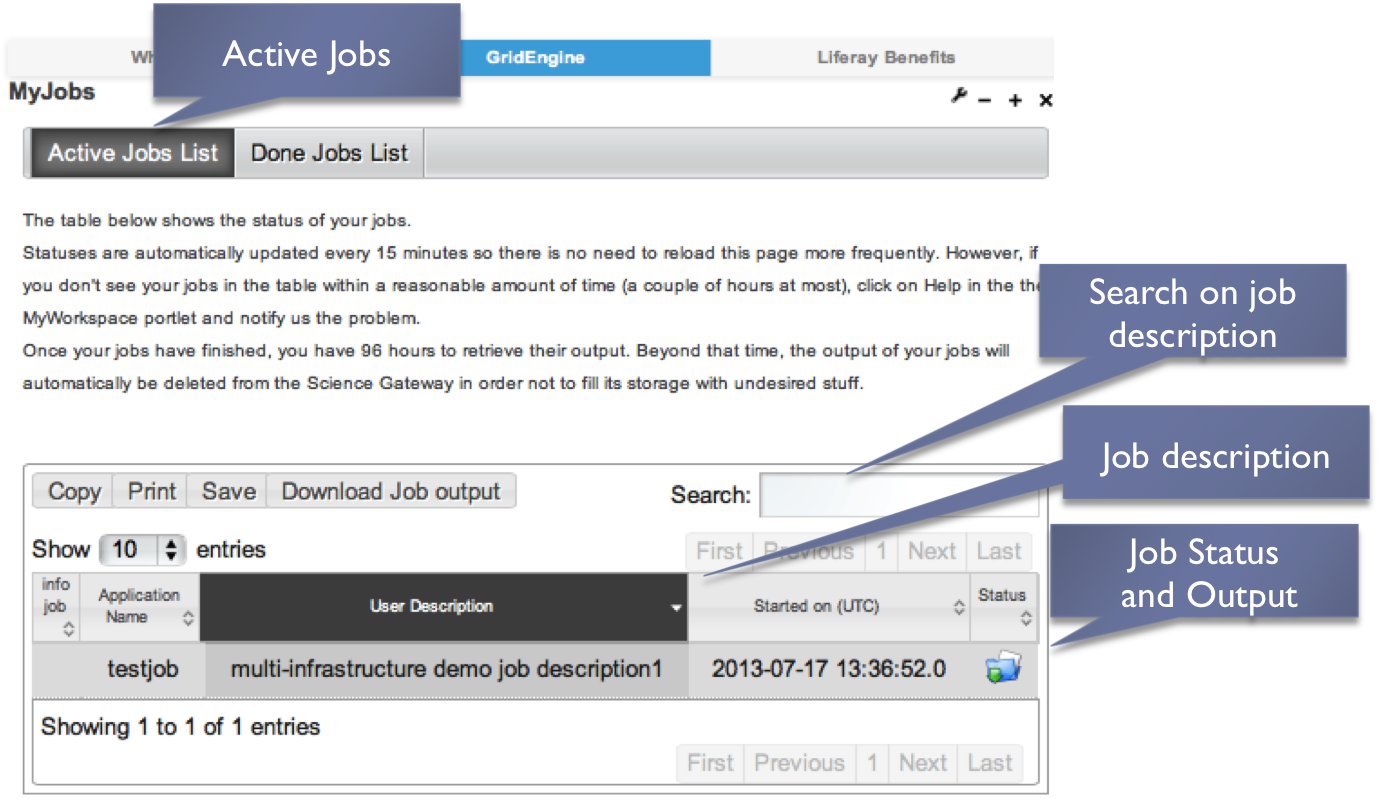 Active Jobs
GridEngine
Liferay Benefits
MyJobs
Active Jobs List
Done Jobs List
The table below shows the status of your jobs.
Statuses are automatically updated every 15 minutes so there is no need to reload this page more frequently. However, if
you don't see your jobs in the table within a reasonable amount of time (a couple of hours at most), click on Help in the
MyWorkspace portlet and notify us the problem.
Once your jobs have finished, you have 96 hours to retrieve their output. Beyond that time, the output of your jobs will
automatically be deleted from the Science Gateway in order not to fill its storage with undesired stuff.
Search on job
description
Job description
Job Status
and Output
Copy Print Save Download Job output
Search:
Show 10 entries
First Previous 1 Next Last
info
job
Application
Name
User Description
Started on (UTC)
Status
testjob multi-infrastructure demo job description1 2013-07-17 13:36:52.0
Showing 1 to 1 of 1 entries
First Previous 1 Next Last